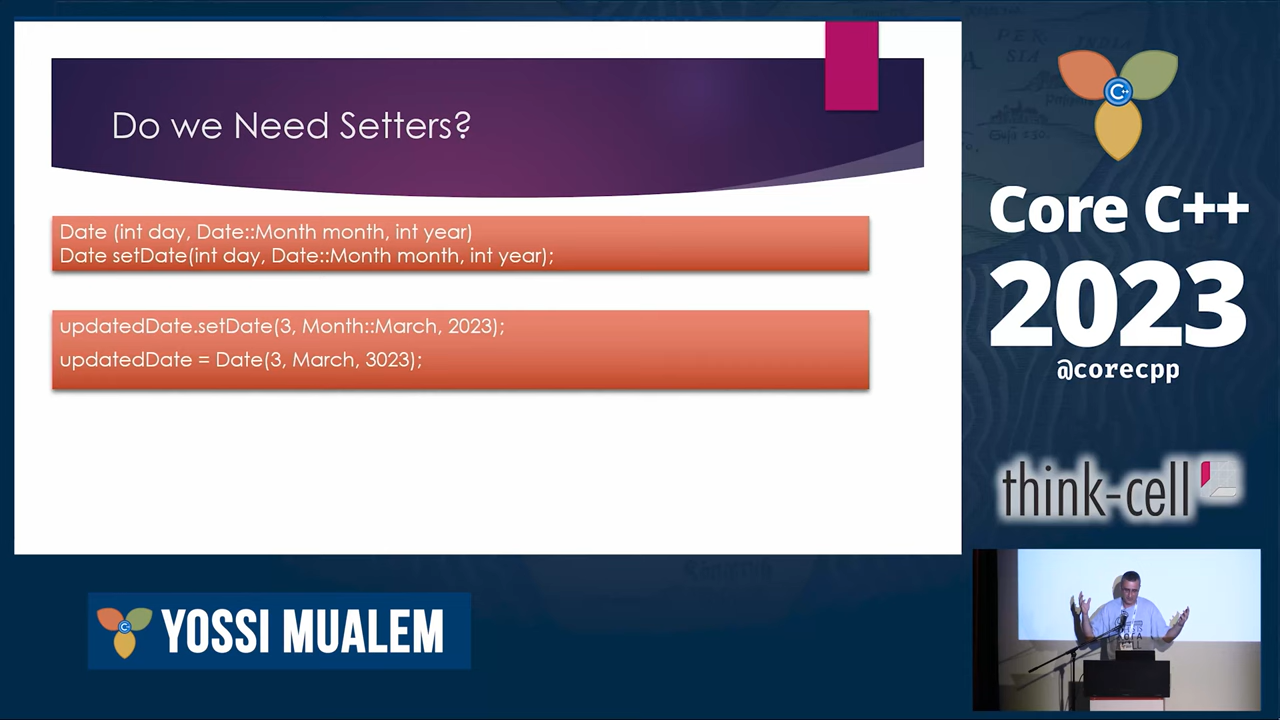 Do we Need Setters?
Date (int day, Date::Month month, int year)
Date setDate(int day, Date::Month month, int year);
updatedDate.setDate(3, Month::March, 2023);
updatedDate = Date(3, March, 3023);
C++
Core C++
2023
@corecpp
think-cell
C++
YOSSI MUALEM